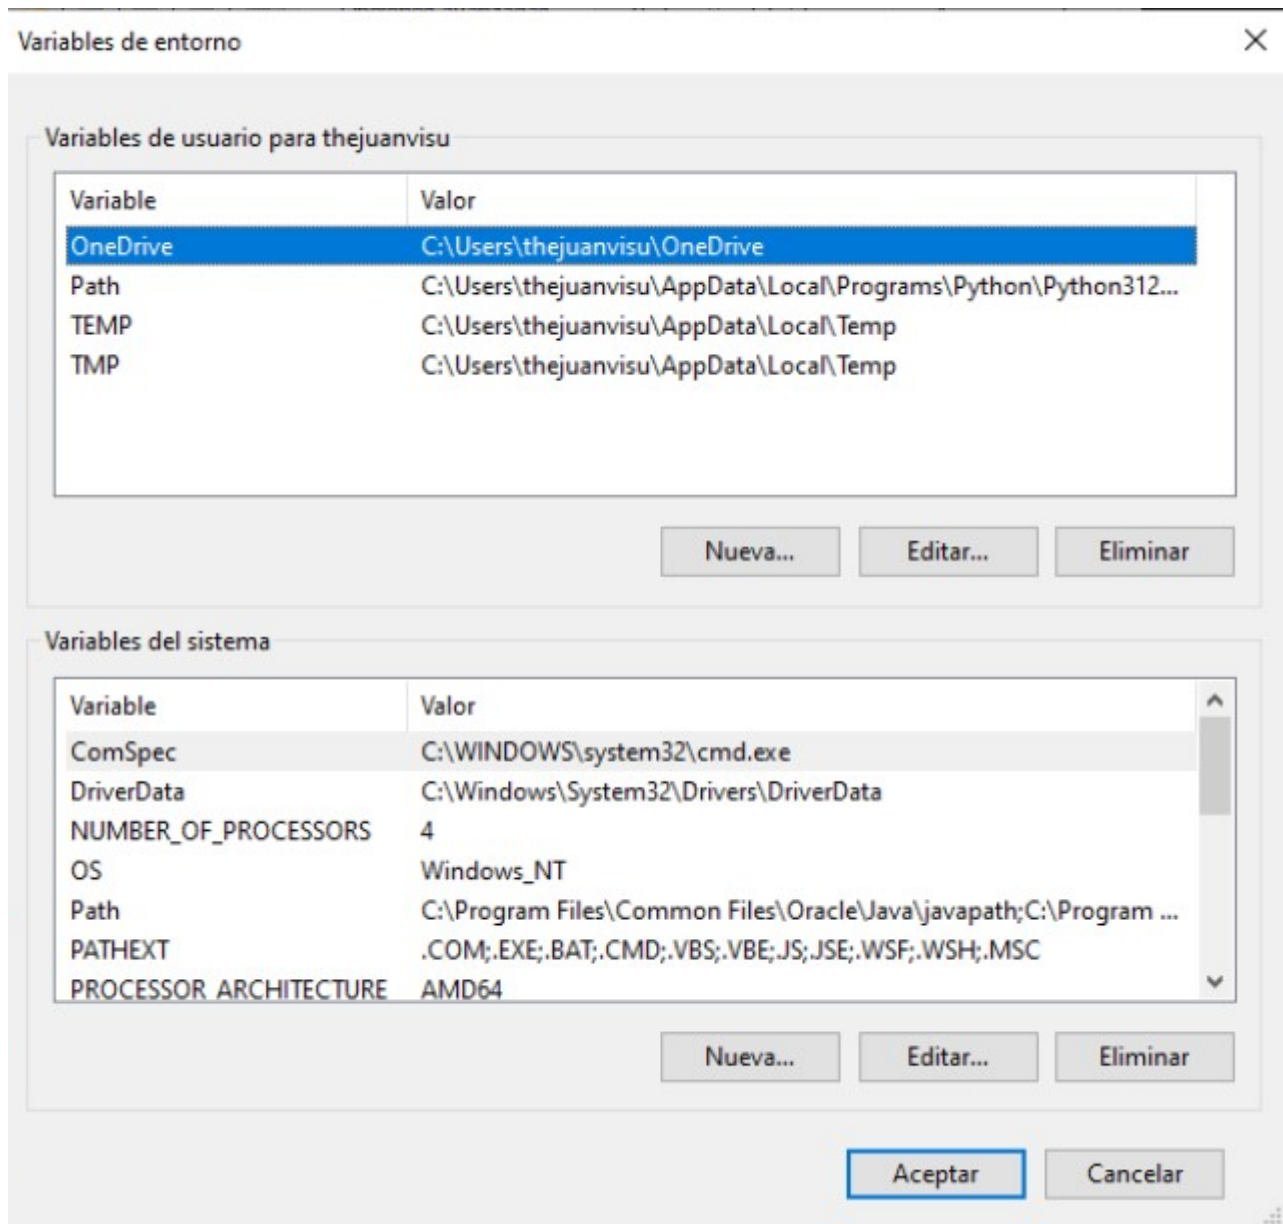 Variables de entorno
Variables de usuario para thejuanvisu
Variable Valor
OneDrive C:\Users\thejuanvisu\OneDrive
Path C:\Users\thejuanvisu\AppData\Local\Programs\Python\Python312...
TEMP C:\Users\thejuanvisu\AppData\Local\Temp
TMP C:\Users\thejuanvisu\AppData\Local\Temp
Nueva... Editar... Eliminar
Variables del sistema
Variable Valor
ComSpec C:\WINDOWS\system32\cmd.exe
DriverData C:\Windows\System32\Drivers\DriverData
NUMBER_OF_PROCESSORS 4
OS Windows_NT
Path C:\Program Files\Common Files\Oracle\Java\javapath;C:\Program ...
PATHEXT .COM;.EXE;.BAT;.CMD;.VBS;.VBE;.JS;.JSE;.WSF;.WSH;.MSC
PROCESSOR_ARCHITECTURE AMD64
Nueva... Editar... Eliminar
Aceptar Cancelar